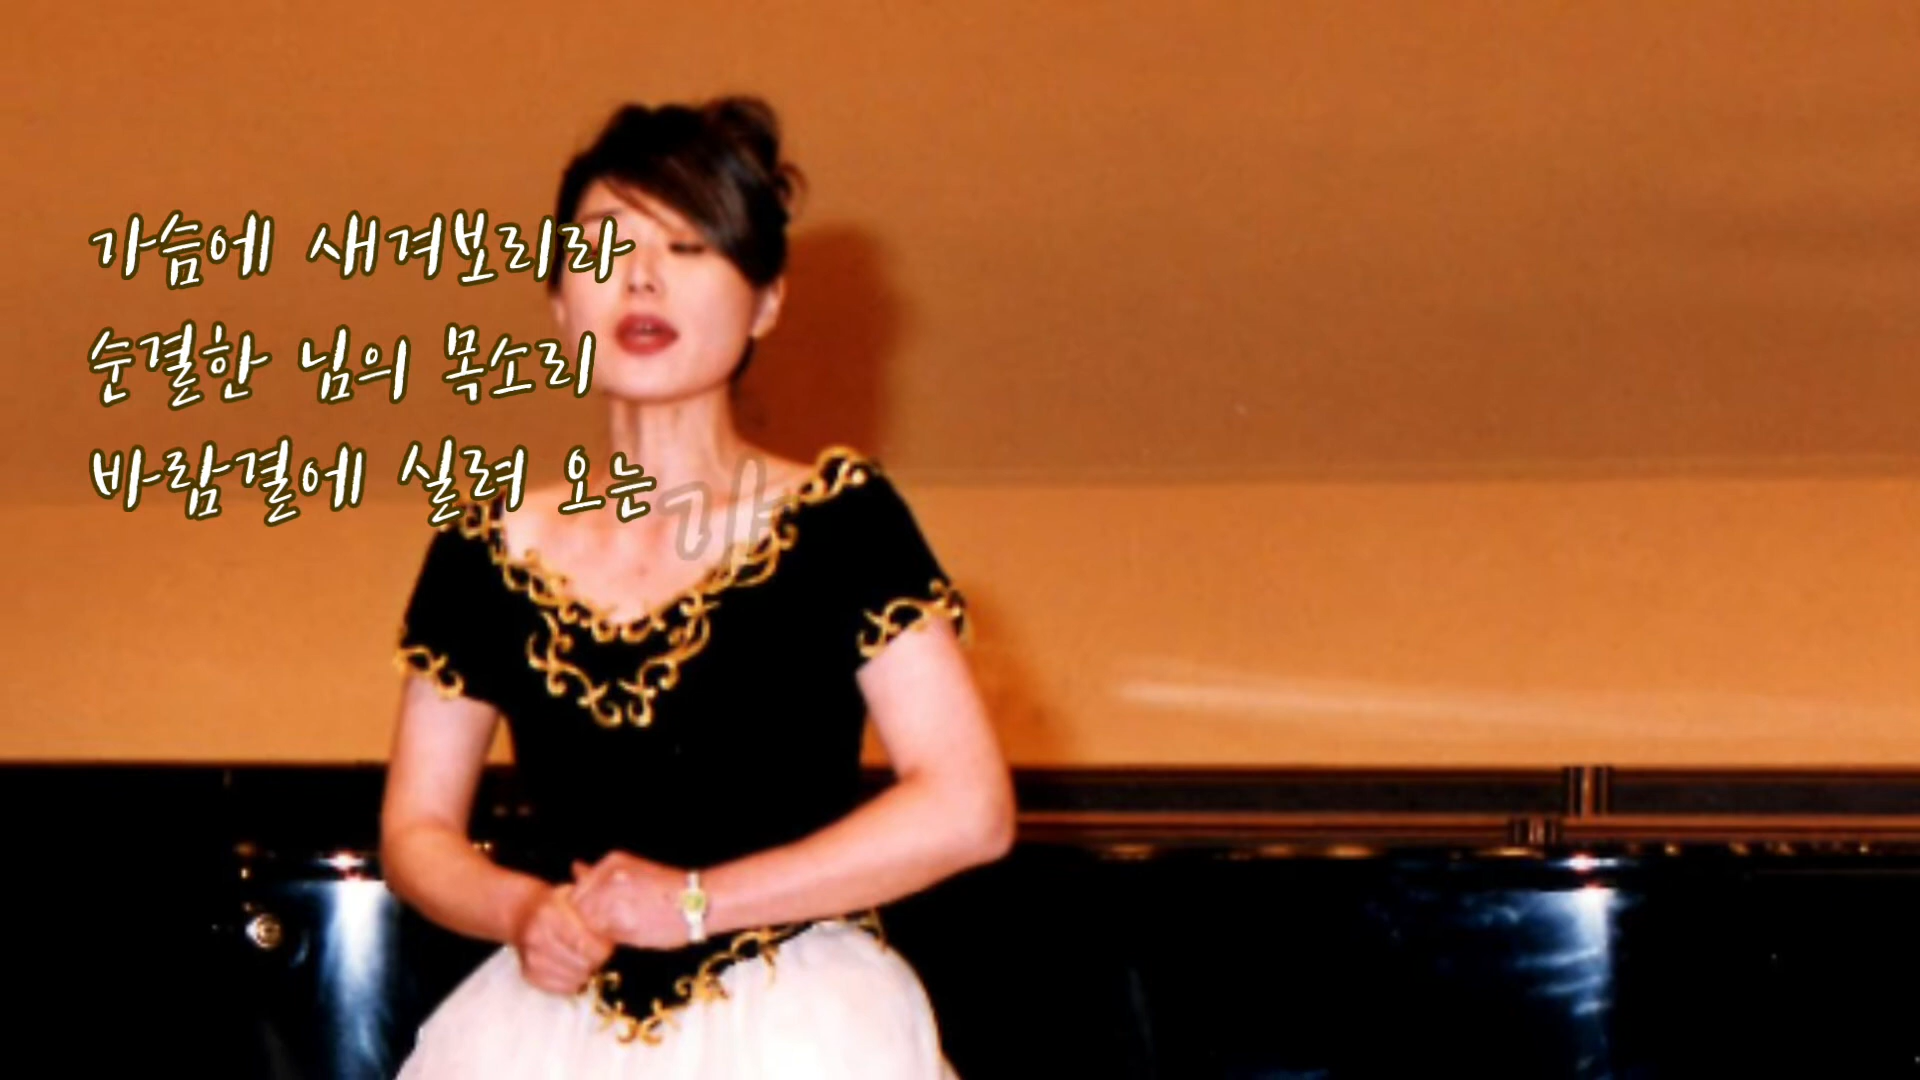 가슴에 새겨보리라
순결한 님의 목소리
바람결에 실려 오는